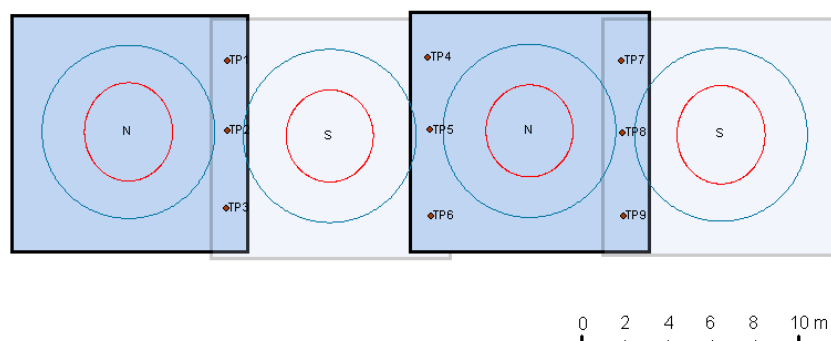 TP1 TP4 TP7
N TP2 S TP5 N TP8 S
TP3 TP6 TP9
0 2 4 6 8 10 m